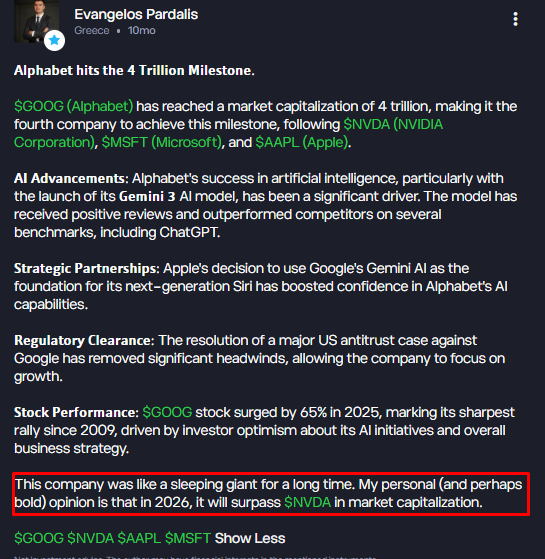 Evangelos Pardalis
Greece • 10mo
Alphabet hits the 4 Trillion Milestone.
$GOOG (Alphabet) has reached a market capitalization of 4 trillion, making it the
fourth company to achieve this milestone, following $NVDA (NVIDIA
Corporation), $MSFT (Microsoft), and $AAPL (Apple).
AI Advancements: Alphabet's success in artificial intelligence, particularly with
the launch of its Gemini 3 AI model, has been a significant driver. The model has
received positive reviews and outperformed competitors on several
benchmarks, including ChatGPT.
Strategic Partnerships: Apple's decision to use Google's Gemini AI as the
foundation for its next-generation Siri has boosted confidence in Alphabet's AI
capabilities.
Regulatory Clearance: The resolution of a major US antitrust case against
Google has removed significant headwinds, allowing the company to focus on
growth.
Stock Performance: $GOOG stock surged by 65% in 2025, marking its sharpest
rally since 2009, driven by investor optimism about its AI initiatives and overall
business strategy.
This company was like a sleeping giant for a long time. My personal (and perhaps
bold) opinion is that in 2026, it will surpass $NVDA in market capitalization.
$GOOG $NVDA $AAPL $MSFT Show Less